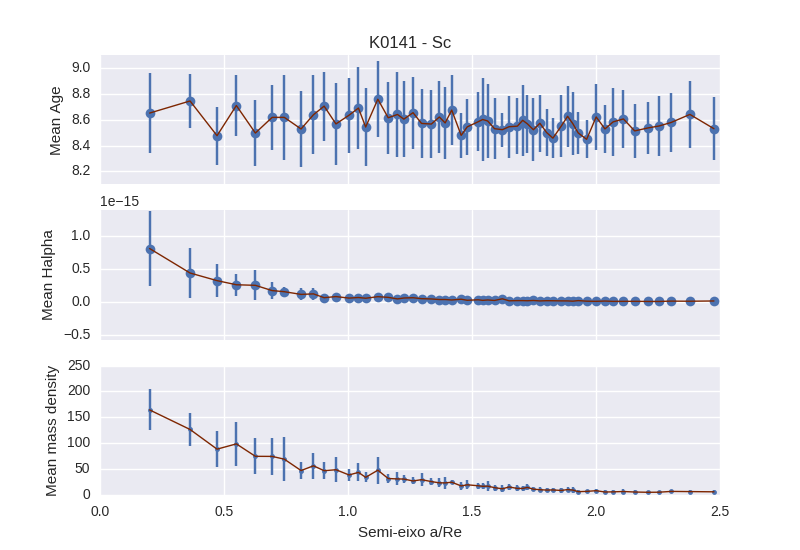 K0141 - Sc
9.0
8.8
8.6
8.4
8.2
Mean Age
1e−15
1.0
0.5
0.0
−0.5
Mean Halpha
250
200
150
100
50
0
Mean mass density
0.0 0.5 1.0 1.5 2.0 2.5
Semi-eixo a/Re